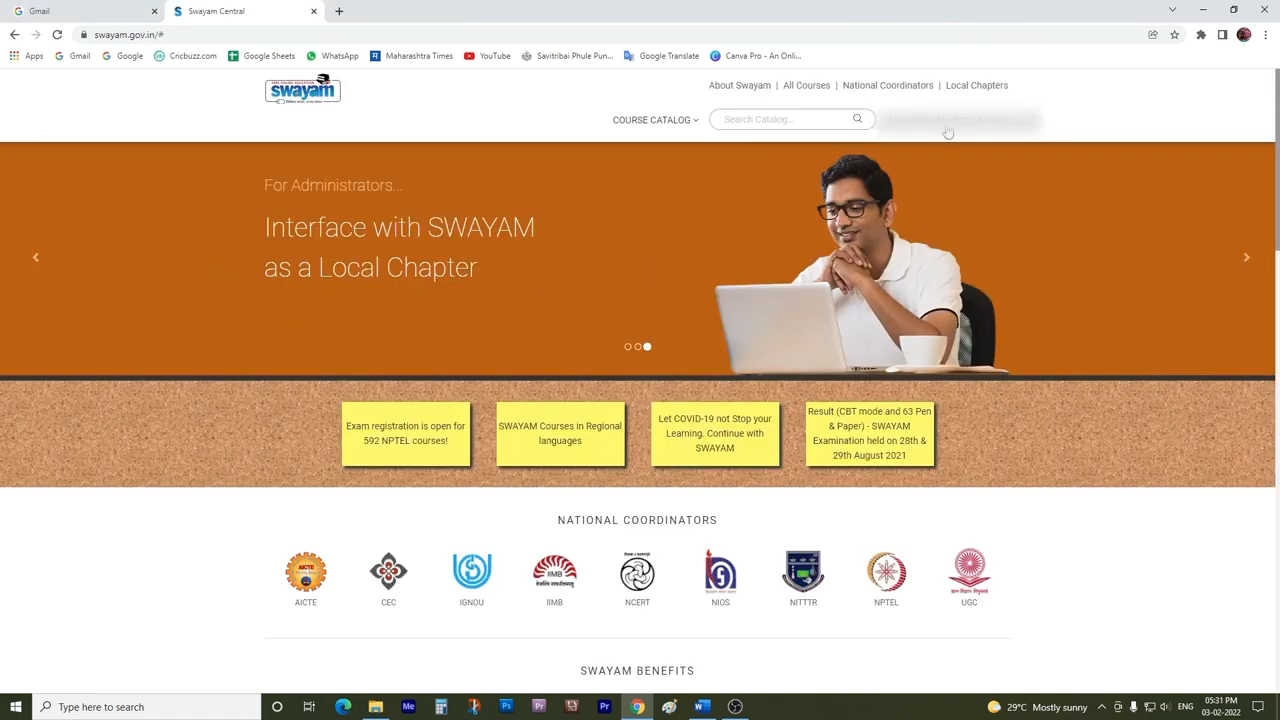 Gmail
Swayam Central
swayam.gov.in/#
Apps
Gmail
Google
Cricbuzz.com
Google Sheets
WhatsApp
Maharashtra Times
YouTube
Savitribai Phule Pun...
Google Translate
Canva Pro - An Onli...
swayam
About Swayam | All Courses | National Coordinators | Local Chapters
COURSE CATALOG
Search Catalog...
For Administrators...
Interface with SWAYAM
as a Local Chapter
Exam registration is open for
592 NPTEL courses!
SWAYAM Courses in Regional
languages
Let COVID-19 not Stop your
Learning. Continue with
SWAYAM
Result (CBT mode and 63 Pen
& Paper) - SWAYAM
Examination held on 28th &
29th August 2021
NATIONAL COORDINATORS
AICTE
IIMB
AICTE
CEC
IGNOU
IIMB
NCERT
NIOS
NITTTR
NPTEL
UGC
SWAYAM BENEFITS
Type here to search
29°C Mostly sunny
05:31 PM
03-02-2022